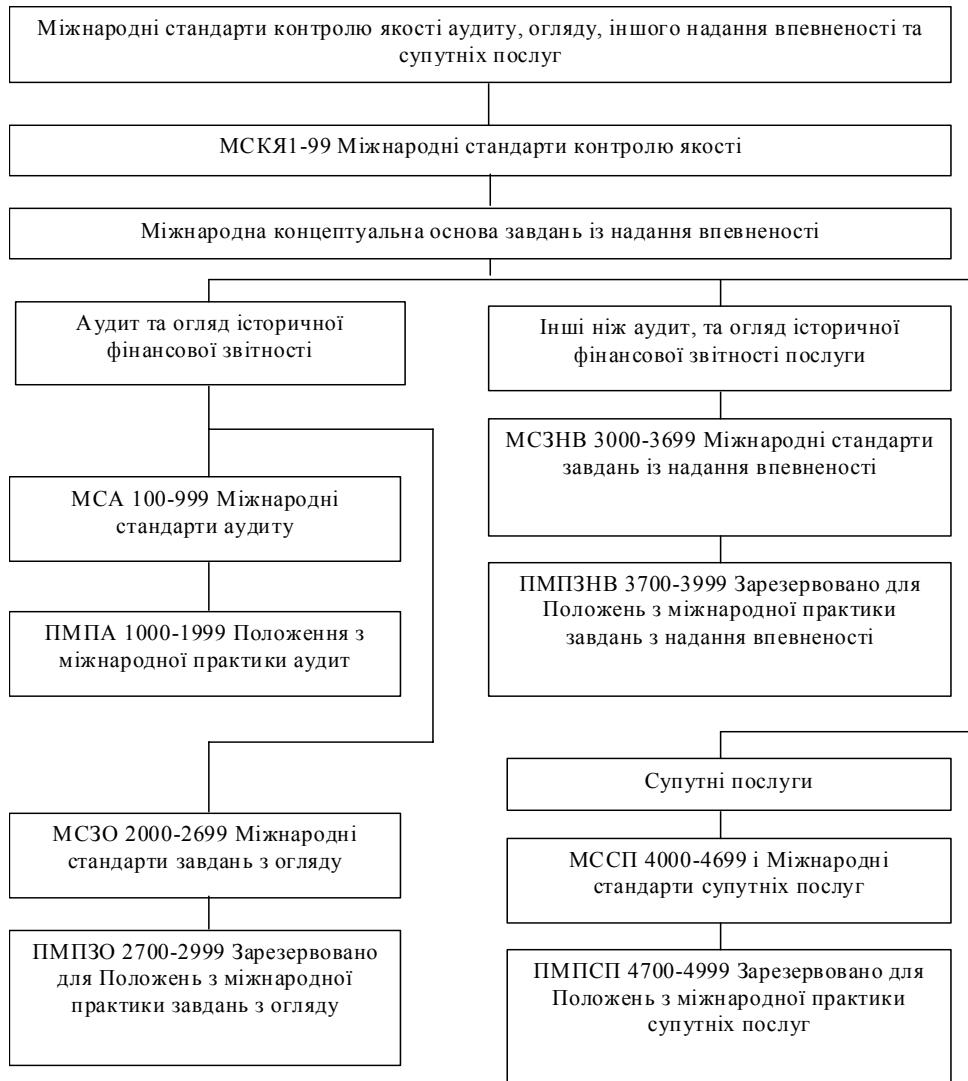 Міжнародні стандарти контролю якості аудиту, огляду, іншого надання впевненості та
супутніх послуг
МСКЯ1-99 Міжнародні стандарти контролю якості
Міжнародна концептуальна основа завдань із надання впевненості
Аудит та огляд історичної
фінансової звітності
МСА 100-999 Міжнародні
стандарти аудиту
ПМПА 1000-1999 Положення з
міжнародної практики аудит
МСЗО 2000-2699 Міжнародні
стандарти завдань з огляду
ПМПЗО 2700-2999 Зарезервовано
для Положень з міжнародної
практики завдань з огляду
Інші ніж аудит, та огляд історичної
фінансової звітності послуги
МСЗНВ 3000-3699 Міжнародні стандарти
завдань із надання впевненості
ПМПЗНВ 3700-3999 Зарезервовано для
Положень з міжнародної практики
завдань з надання впевненості
Супутні послуги
МССП 4000-4699 і Міжнародні
стандарти супутніх послуг
ПМПСП 4700-4999 Зарезервовано для
Положень з міжнародної практики
супутніх послуг